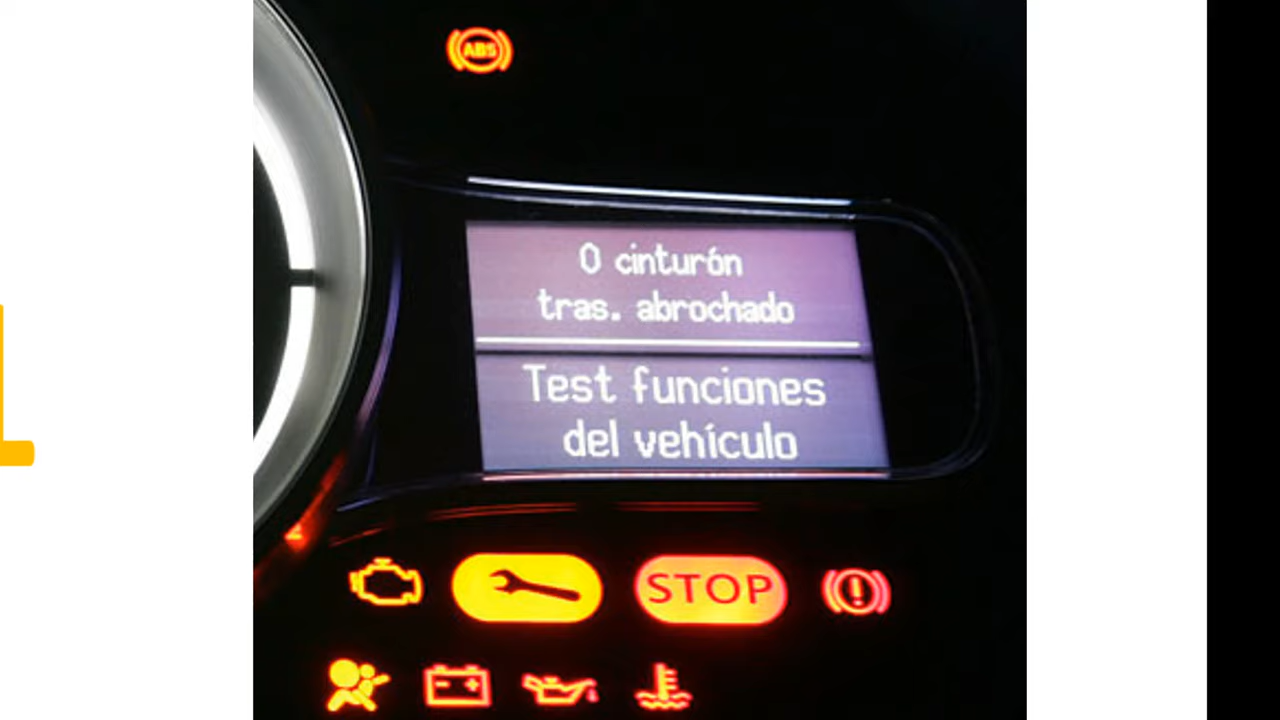 ABS
0 cinturón
tras. abrochado
Test funciones
del vehículo
STOP